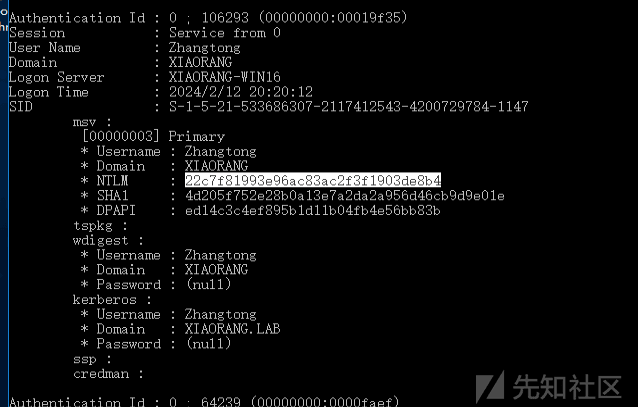 Authentication Id : 0 ; 106293 (00000000:00019f35)
Session : Service from 0
User Name : Zhangtong
Domain : XIAORANG
Logon Server : XIAORANG-WIN16
Logon Time : 2024/2/12 20:20:12
SID : S-1-5-21-533686307-2117412543-4200729784-1147
msv :
[00000003] Primary
* Username : Zhangtong
* Domain : XIAORANG
* NTLM : 22c7f81993e96ac83ac2f3f1903de8b4
* SHA1 : 4d205f752e28b0a13e7a2da2a956d46cb9d9e01e
* DPAPI : ed14c3c4ef895b1d11b04fb4e56bb83b
tspkg :
wdigest :
* Username : Zhangtong
* Domain : XIAORANG
* Password : (null)
kerberos :
* Username : Zhangtong
* Domain : XIAORANG.LAB
* Password : (null)
ssp :
credman :
Authentication Id : 0 ; 64239 (00000000:0000faef)
先知社区